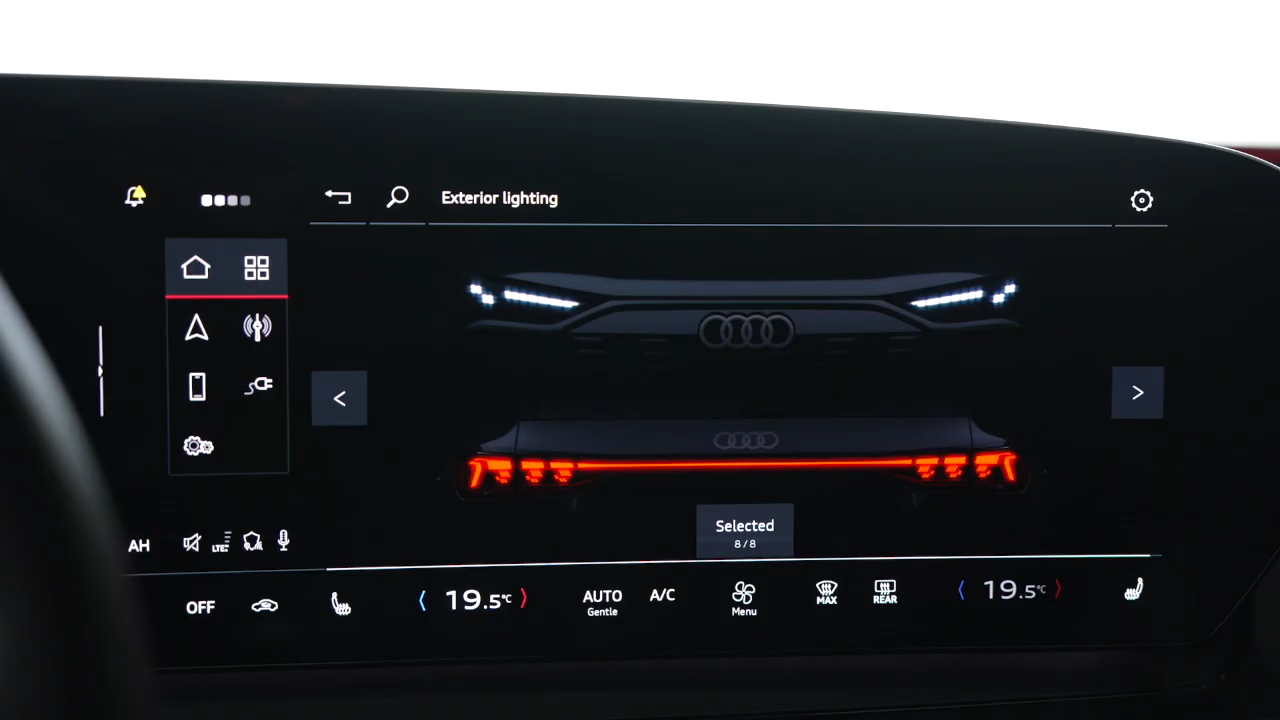 Exterior lighting
<
>
Selected
8/8
AH
LTE
OFF
19.5°C
AUTO
Gentle
A/C
Menu
MAX
REAR
19.5°C